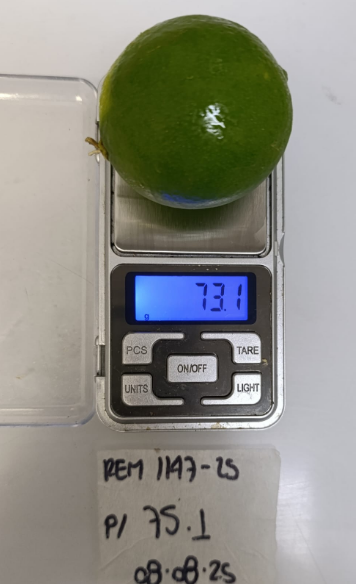 73.1
g
PCS
TARE
ON/OFF
UNITS
LIGHT
REM 1147-25
P/ 75.1
08.08.25